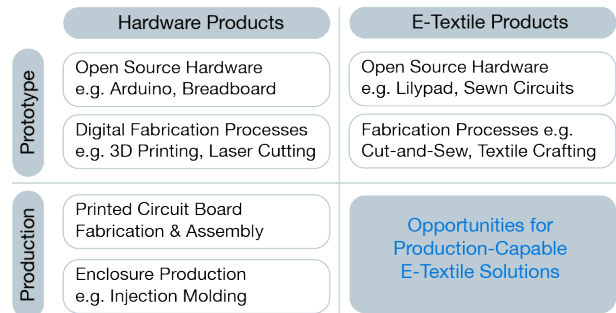 Hardware Products
E-Textile Products
Prototype
Open Source Hardware
e.g. Arduino, Breadboard
Open Source Hardware
e.g. Lilypad, Sewn Circuits
Digital Fabrication Processes
e.g. 3D Printing, Laser Cutting
Fabrication Processes e.g.
Cut-and-Sew, Textile Crafting
Production
Printed Circuit Board
Fabrication & Assembly
Enclosure Production
e.g. Injection Molding
Opportunities for
Production-Capable
E-Textile Solutions